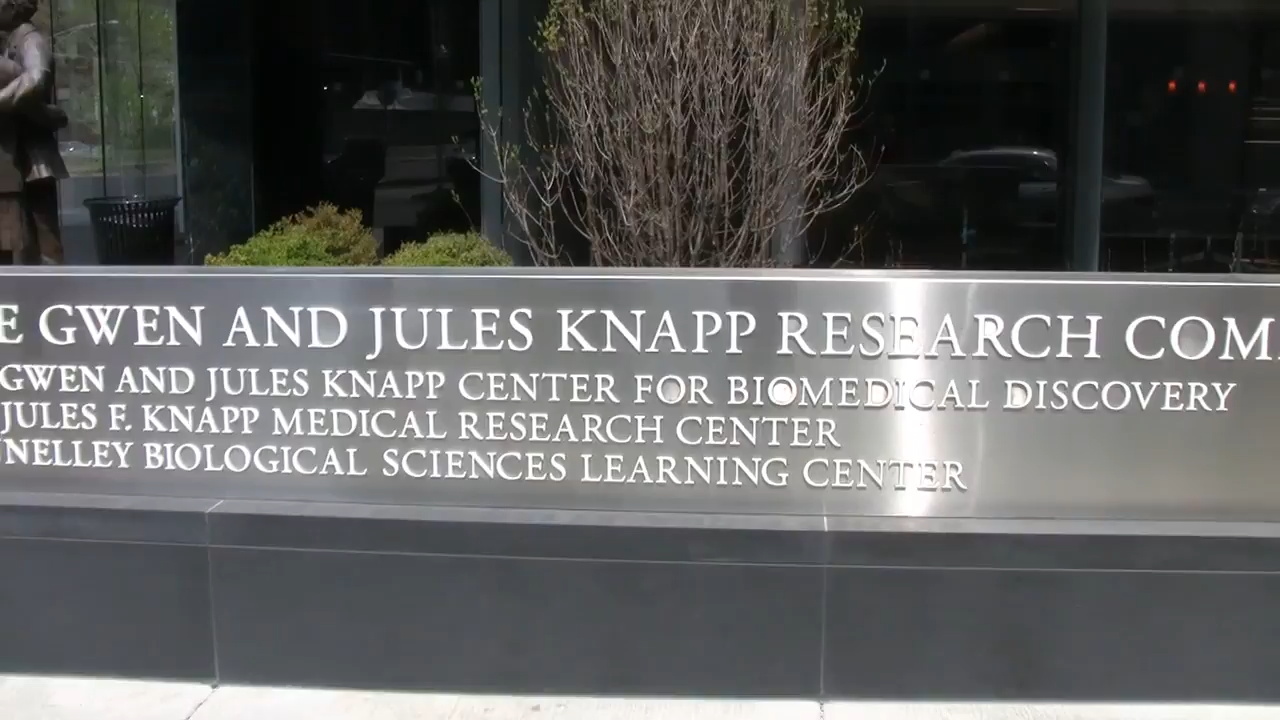 E GWEN AND JULES KNAPP RESEARCH COM
GWEN AND JULES KNAPP CENTER FOR BIOMEDICAL DISCOVERY
JULES F. KNAPP MEDICAL RESEARCH CENTER
NNELLEY BIOLOGICAL SCIENCES LEARNING CENTER